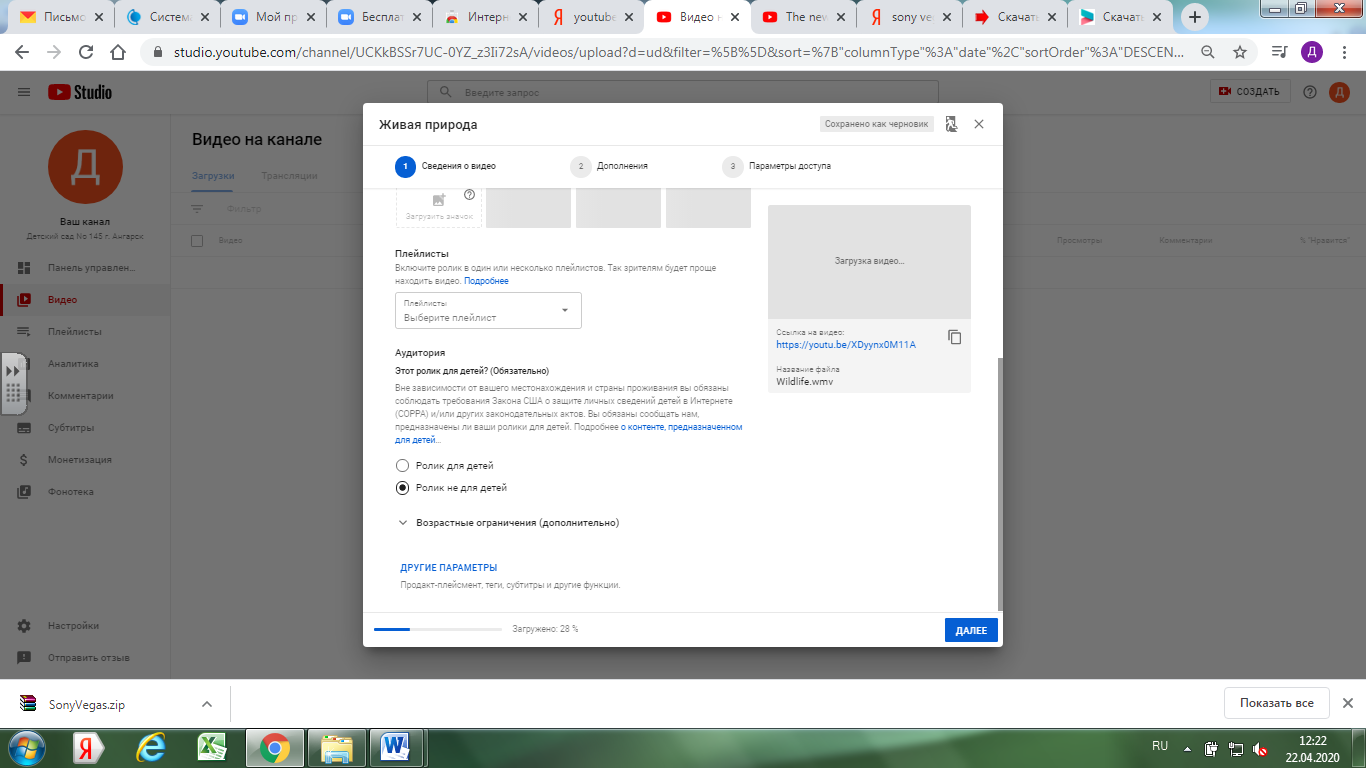 Письмо
Система
Мой пр
Бесплат
Интерн
youtube
Видео н
The new
sony ve
Скачать
Скачать
studio.youtube.com/channel/UCKkBSSr7UC-0YZ_z3Ii72sA/videos/upload?d=ud&filter=%5B%5D&sort=%7B"columnType"%3A"date"%2C"sortOrder"%3A"DESCEN...
Д
Studio
Введите запрос
СОЗДАТЬ
Д
Д
Ваш канал
Детский сад No 145 г. Ангарск
Панель управлен...
Видео
Плейлисты
Аналитика
Комментарии
Субтитры
Монетизация
Фонотека
Настройки
Отправить отзыв
Видео на канале
Загрузки
Трансляции
Фильтр
Видео
Просмотры
Комментарии
% "Нравится"
Живая природа
Сохранено как черновик
1 Сведения о видео
2 Дополнения
3 Параметры доступа
Загрузить значок
Плейлисты
Включите ролик в один или несколько плейлистов. Так зрителям будет проще
находить видео. Подробнее
Плейлисты
Выберите плейлист
Аудитория
Этот ролик для детей? (Обязательно)
Вне зависимости от вашего местонахождения и страны проживания вы обязаны
соблюдать требования Закона США о защите личных сведений детей в Интернете
(COPPA) и/или других законодательных актов. Вы обязаны сообщать нам,
предназначены ли ваши ролики для детей. Подробнее о контенте, предназначенном
для детей...
Ролик для детей
Ролик не для детей
Возрастные ограничения (дополнительно)
ДРУГИЕ ПАРАМЕТРЫ
Продакт-плейсмент, теги, субтитры и другие функции.
Загрузка видео...
Ссылка на видео:
https://youtu.be/XDyynx0M11A
Название файла
Wildlife.wmv
Загружено: 28 %
ДАЛЕЕ
SonyVegas.zip
Показать все
RU
12:22
22.04.2020